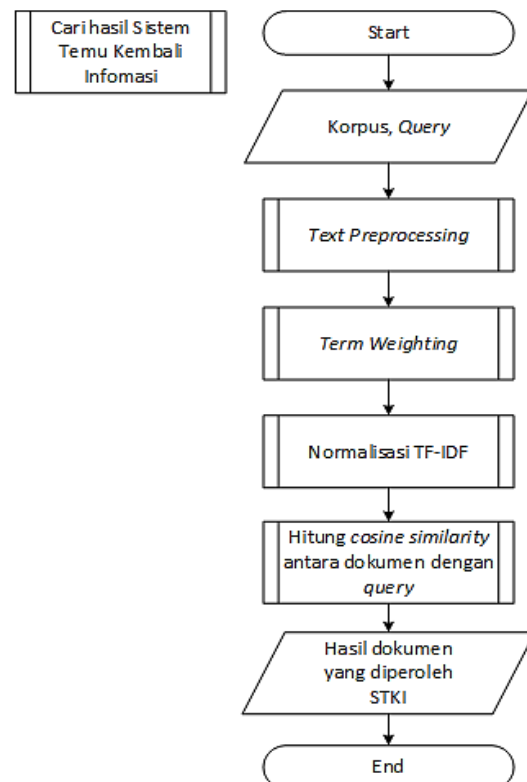 Cari hasil Sistem
Temu Kembali
Infomasi
Start
Korpus, Query
Text Preprocessing
Term Weighting
Normalisasi TF-IDF
Hitung cosine similarity
antara dokumen dengan
query
Hasil dokumen
yang diperoleh
STKI
End